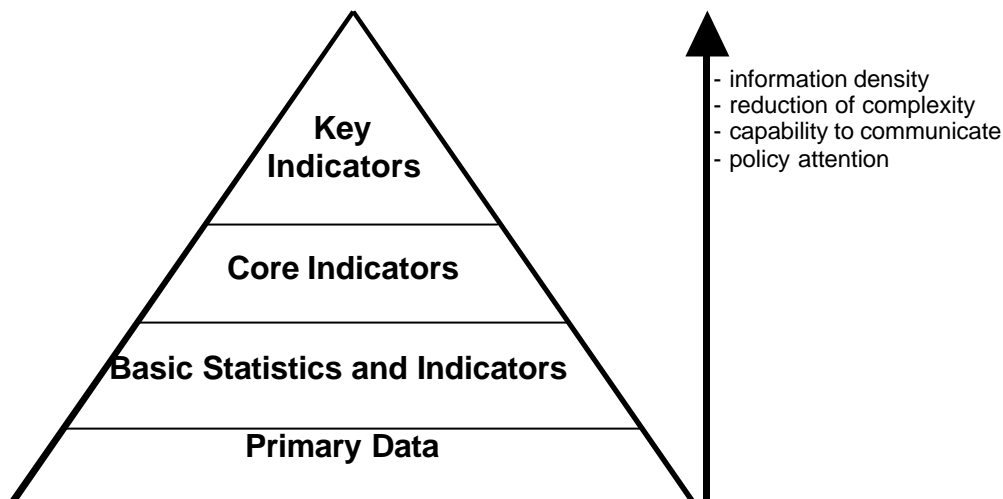 Key
Indicators
Core Indicators
Basic Statistics and Indicators
Primary Data
- information density
- reduction of complexity
- capability to communicate
- policy attention